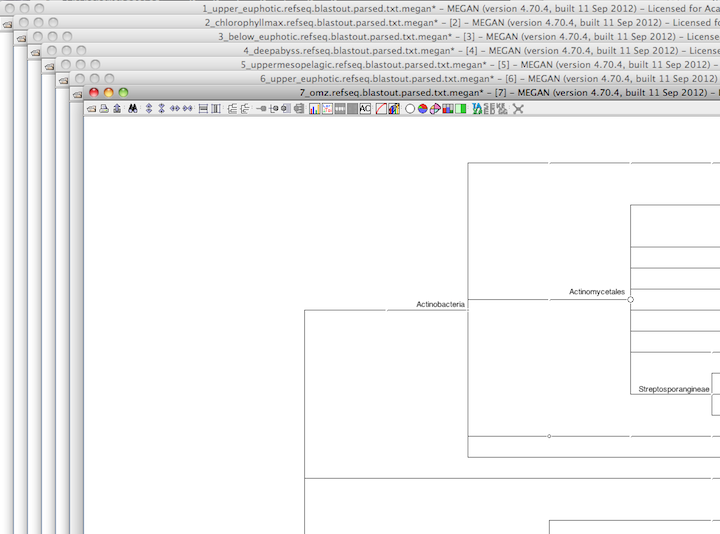 1_upper_euphotic.refseq.blastout.parsed.txt.megan* – MEGAN (version 4.70.4, built 11 Sep 2012) – Licensed for Aca
2_chlorophyllmax.refseq.blastout.parsed.txt.megan* – [2] – MEGAN (version 4.70.4, built 11 Sep 2012) – Licensed f
3_below_euphotic.refseq.blastout.parsed.txt.megan* – [3] – MEGAN (version 4.70.4, built 11 Sep 2012) – License
4_deepabyss.refseq.blastout.parsed.txt.megan* – [4] – MEGAN (version 4.70.4, built 11 Sep 2012) – License
5_uppermesopelagic.refseq.blastout.parsed.txt.megan* – [5] – MEGAN (version 4.70.4, built 11 Sep 2012) – L
6_upper_euphotic.refseq.blastout.parsed.txt.megan* – [6] – MEGAN (version 4.70.4, built 11 Sep 2012)
7_omz.refseq.blastout.parsed.txt.megan* – [7] – MEGAN (version 4.70.4, built 11 Sep 2012) – L
AC
Actinomycetales
Actinobacteria
Streptosporangineae